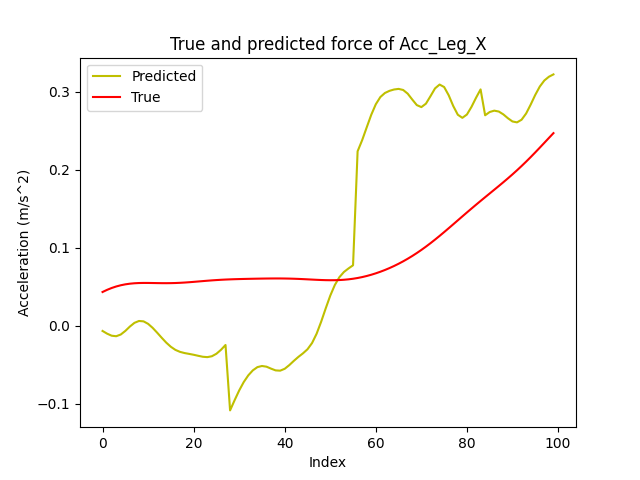 True and predicted force of Acc_Leg_X
Predicted
True
Acceleration (m/s^2)
0.3
0.2
0.1
0.0
−0.1
0
20
40
60
80
100
Index